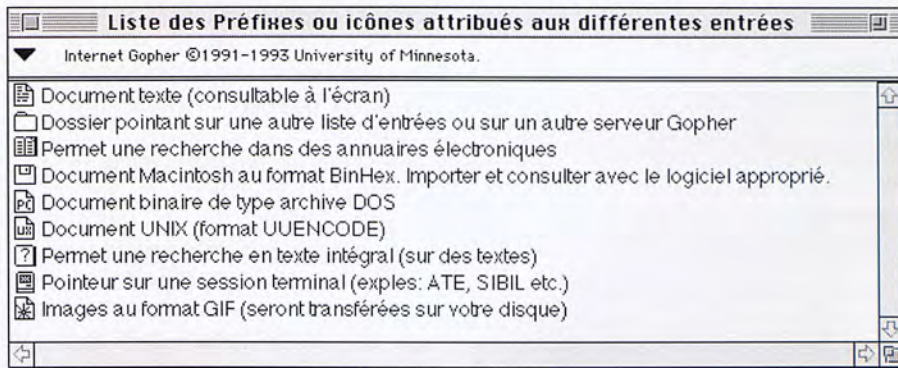 Liste des Préfixes ou icônes attribués aux différentes entrées
Internet Gopher ©1991-1993 University of Minnesota.
Document texte (consultable à l'écran)
Dossier pointant sur une autre liste d'entrées ou sur un autre serveur Gopher
Permet une recherche dans des annuaires électroniques
Document Macintosh au format BinHex. Importer et consulter avec le logiciel approprié.
PC Document binaire de type archive DOS
ux Document UNIX (format UUENCODE)
? Permet une recherche en texte intégral (sur des textes)
Pointeur sur une session terminal (exples: ATE, SIBIL etc.)
Images au format GIF (seront transférées sur votre disque)